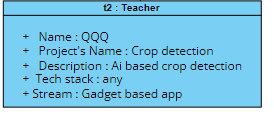 t2 : Teacher
+ Name : QQQ
+ Project's Name : Crop detection
+ Description : Ai based crop detection
+ Tech stack : any
+ Stream : Gadget based app